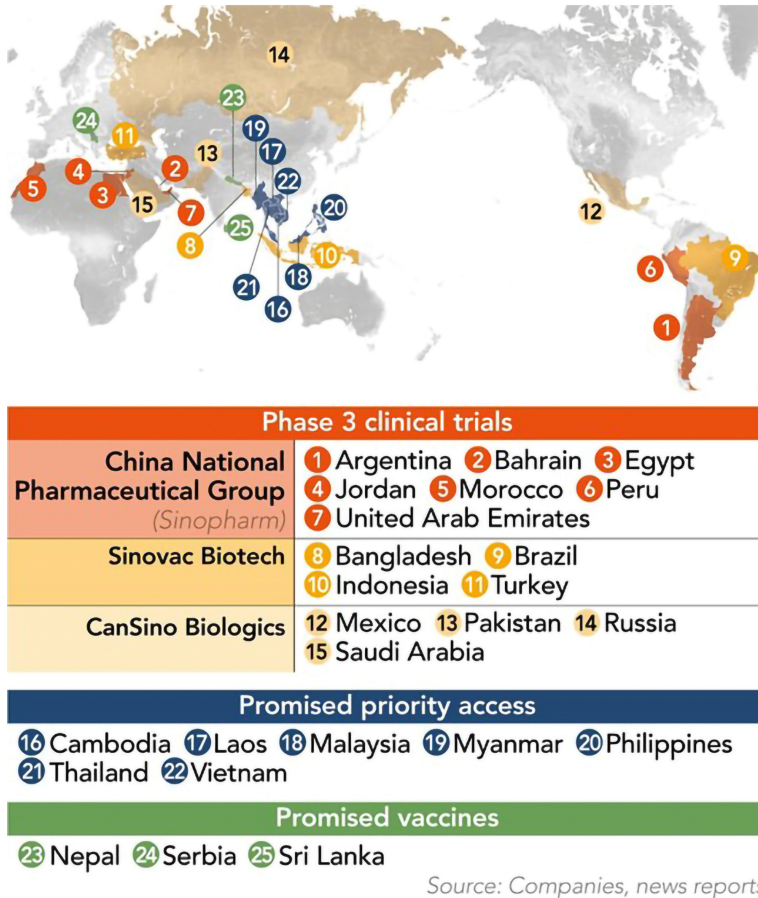 14
23
24
19
11
17
13
4
2
22
5
3
20
15
7
12
25
8
10
9
18
6
21
16
1
Phase 3 clinical trials
China National
Pharmaceutical Group
(Sinopharm)
1 Argentina 2 Bahrain 3 Egypt
4 Jordan 5 Morocco 6 Peru
7 United Arab Emirates
Sinovac Biotech
8 Bangladesh 9 Brazil
10 Indonesia 11 Turkey
CanSino Biologics
12 Mexico 13 Pakistan 14 Russia
15 Saudi Arabia
Promised priority access
16 Cambodia 17 Laos 18 Malaysia 19 Myanmar 20 Philippines
21 Thailand 22 Vietnam
Promised vaccines
23 Nepal 24 Serbia 25 Sri Lanka
Source: Companies, news reports